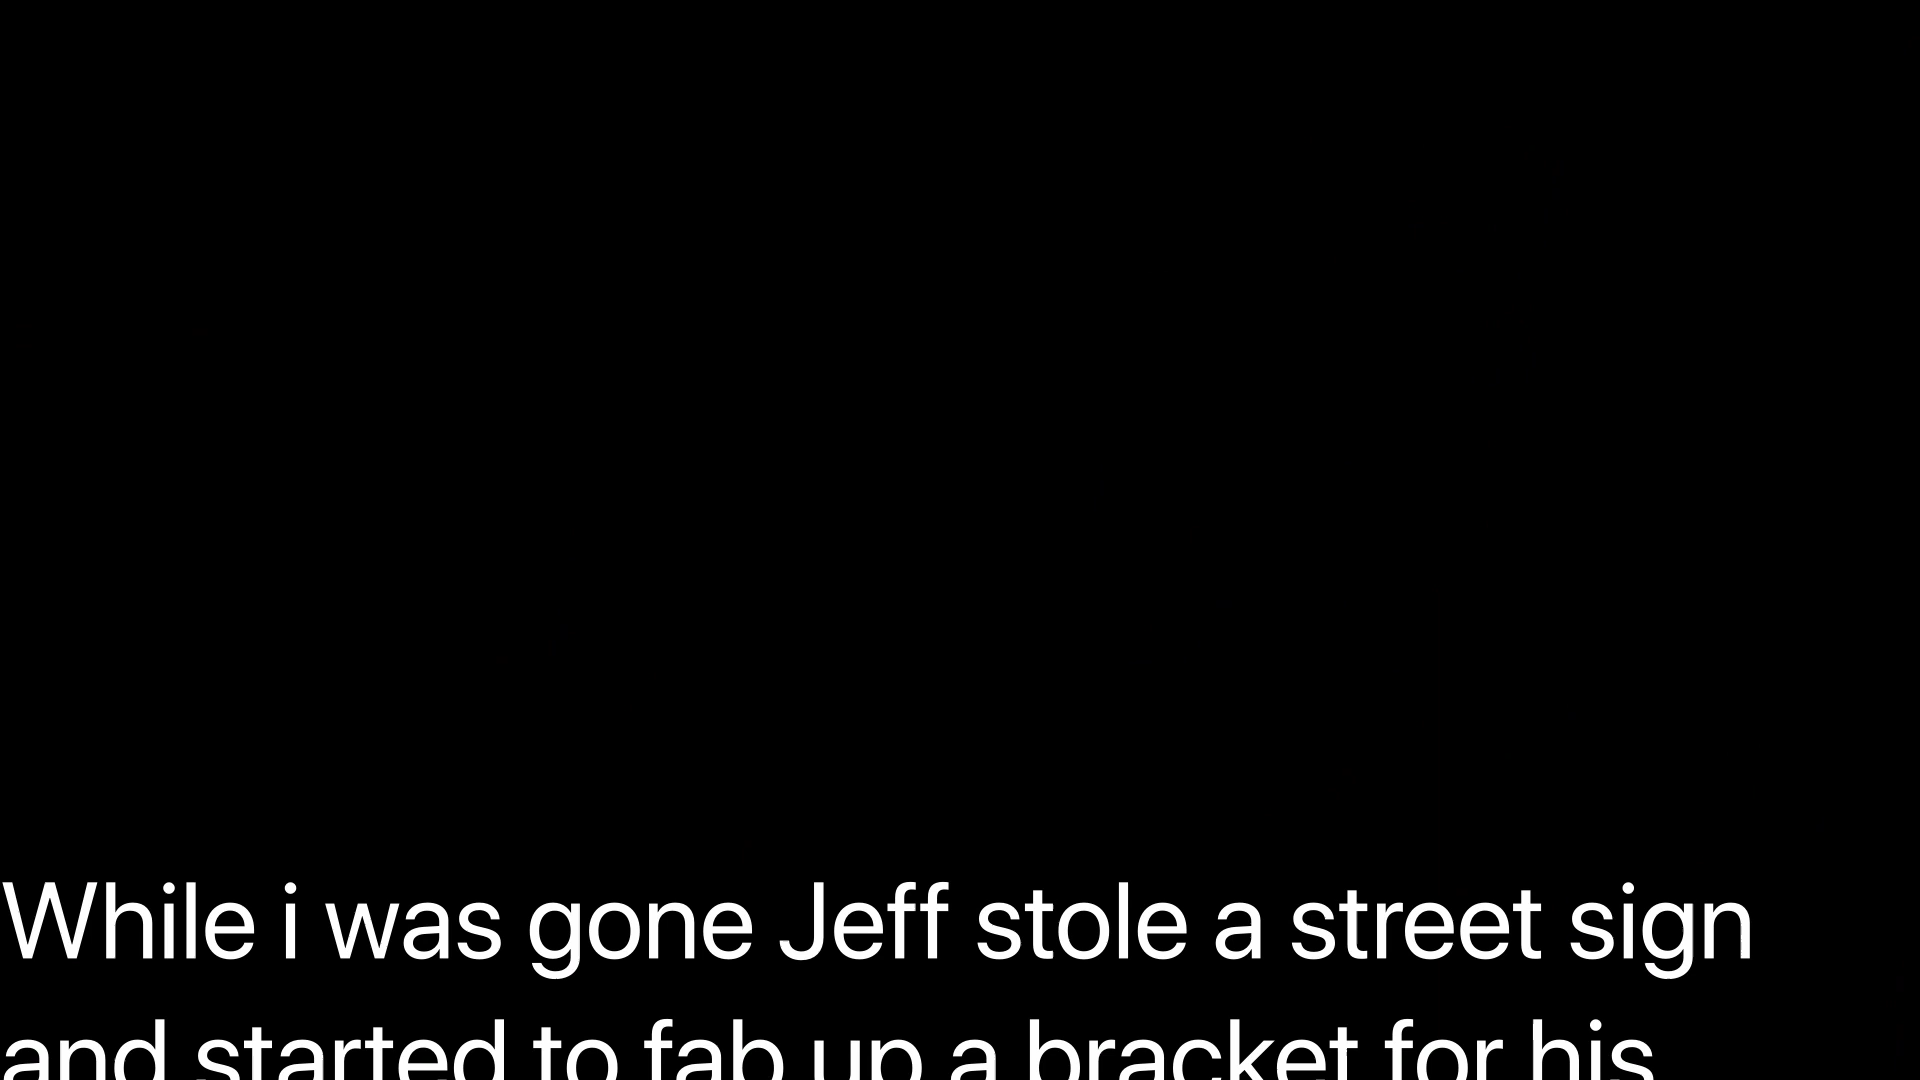 While i was gone Jeff stole a street sign
and started to fab up a bracket for his